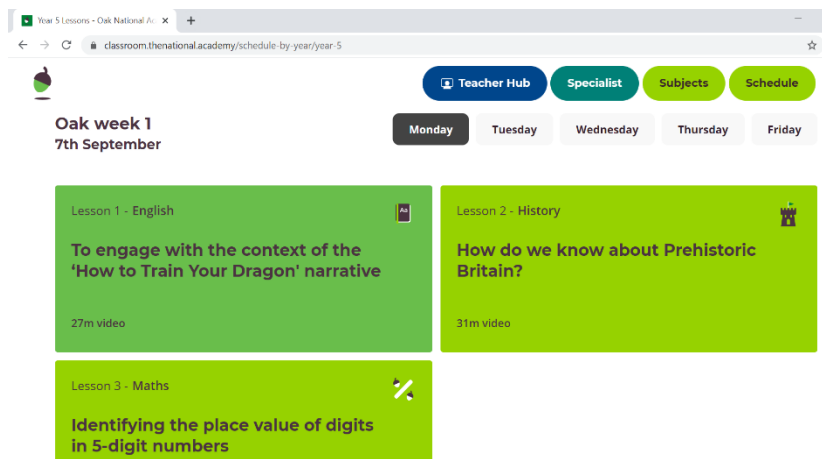 Year 5 Lessons - Oak National Ac
classroom.thenational.academy/schedule-by-year/year-5
Teacher Hub
Specialist
Subjects
Schedule
Oak week 1
7th September
Monday
Tuesday
Wednesday
Thursday
Friday
Lesson 1 - English
Aa
To engage with the context of the
‘How to Train Your Dragon' narrative
27m video
Lesson 2 - History
How do we know about Prehistoric
Britain?
31m video
Lesson 3 - Maths
Identifying the place value of digits
in 5-digit numbers